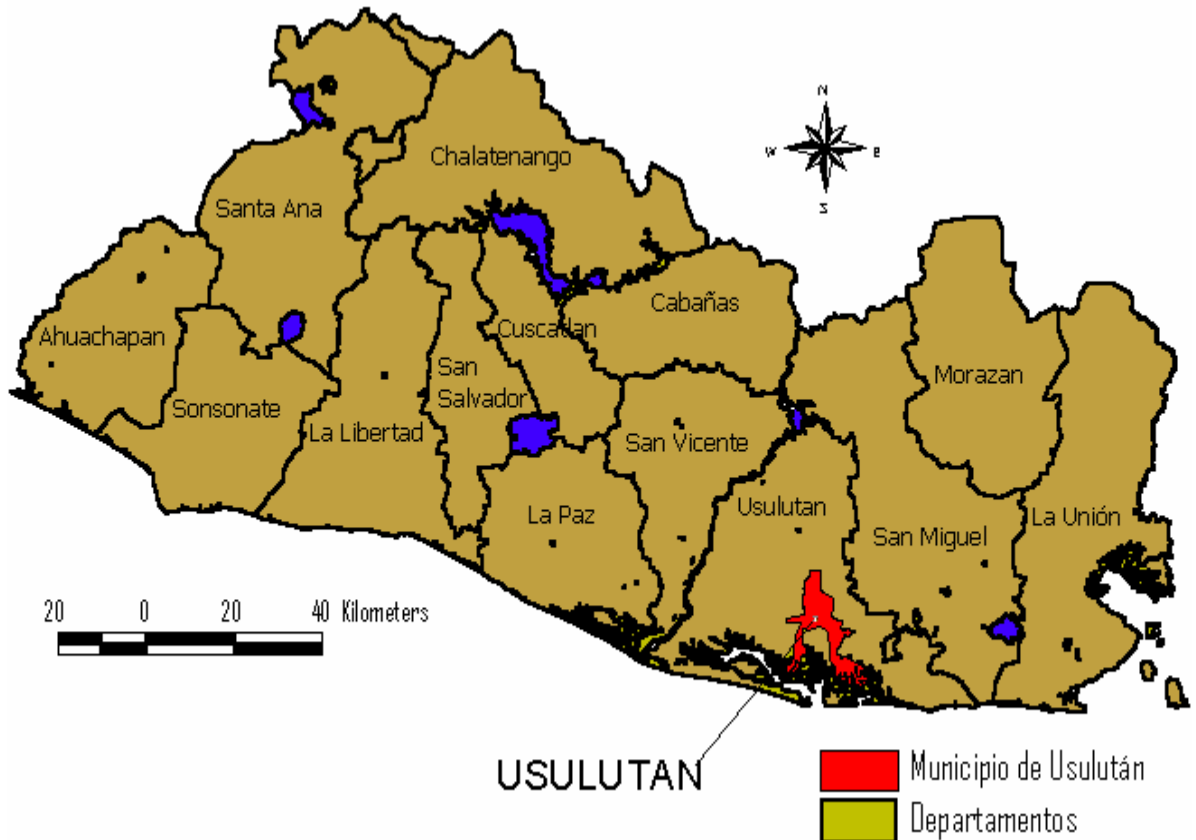 N
W
E
S
Chalatenango
Santa Ana
Cabañas
Cuscatlan
Ahuachapan
San
Salvador
Morazan
Sonsonate
La Libertad
San Vicente
La Paz
Usulutan
San Miguel
La Unión
20 0 20 40 Kilometers
USULUTAN
Municipio de Usulután
Departamentos